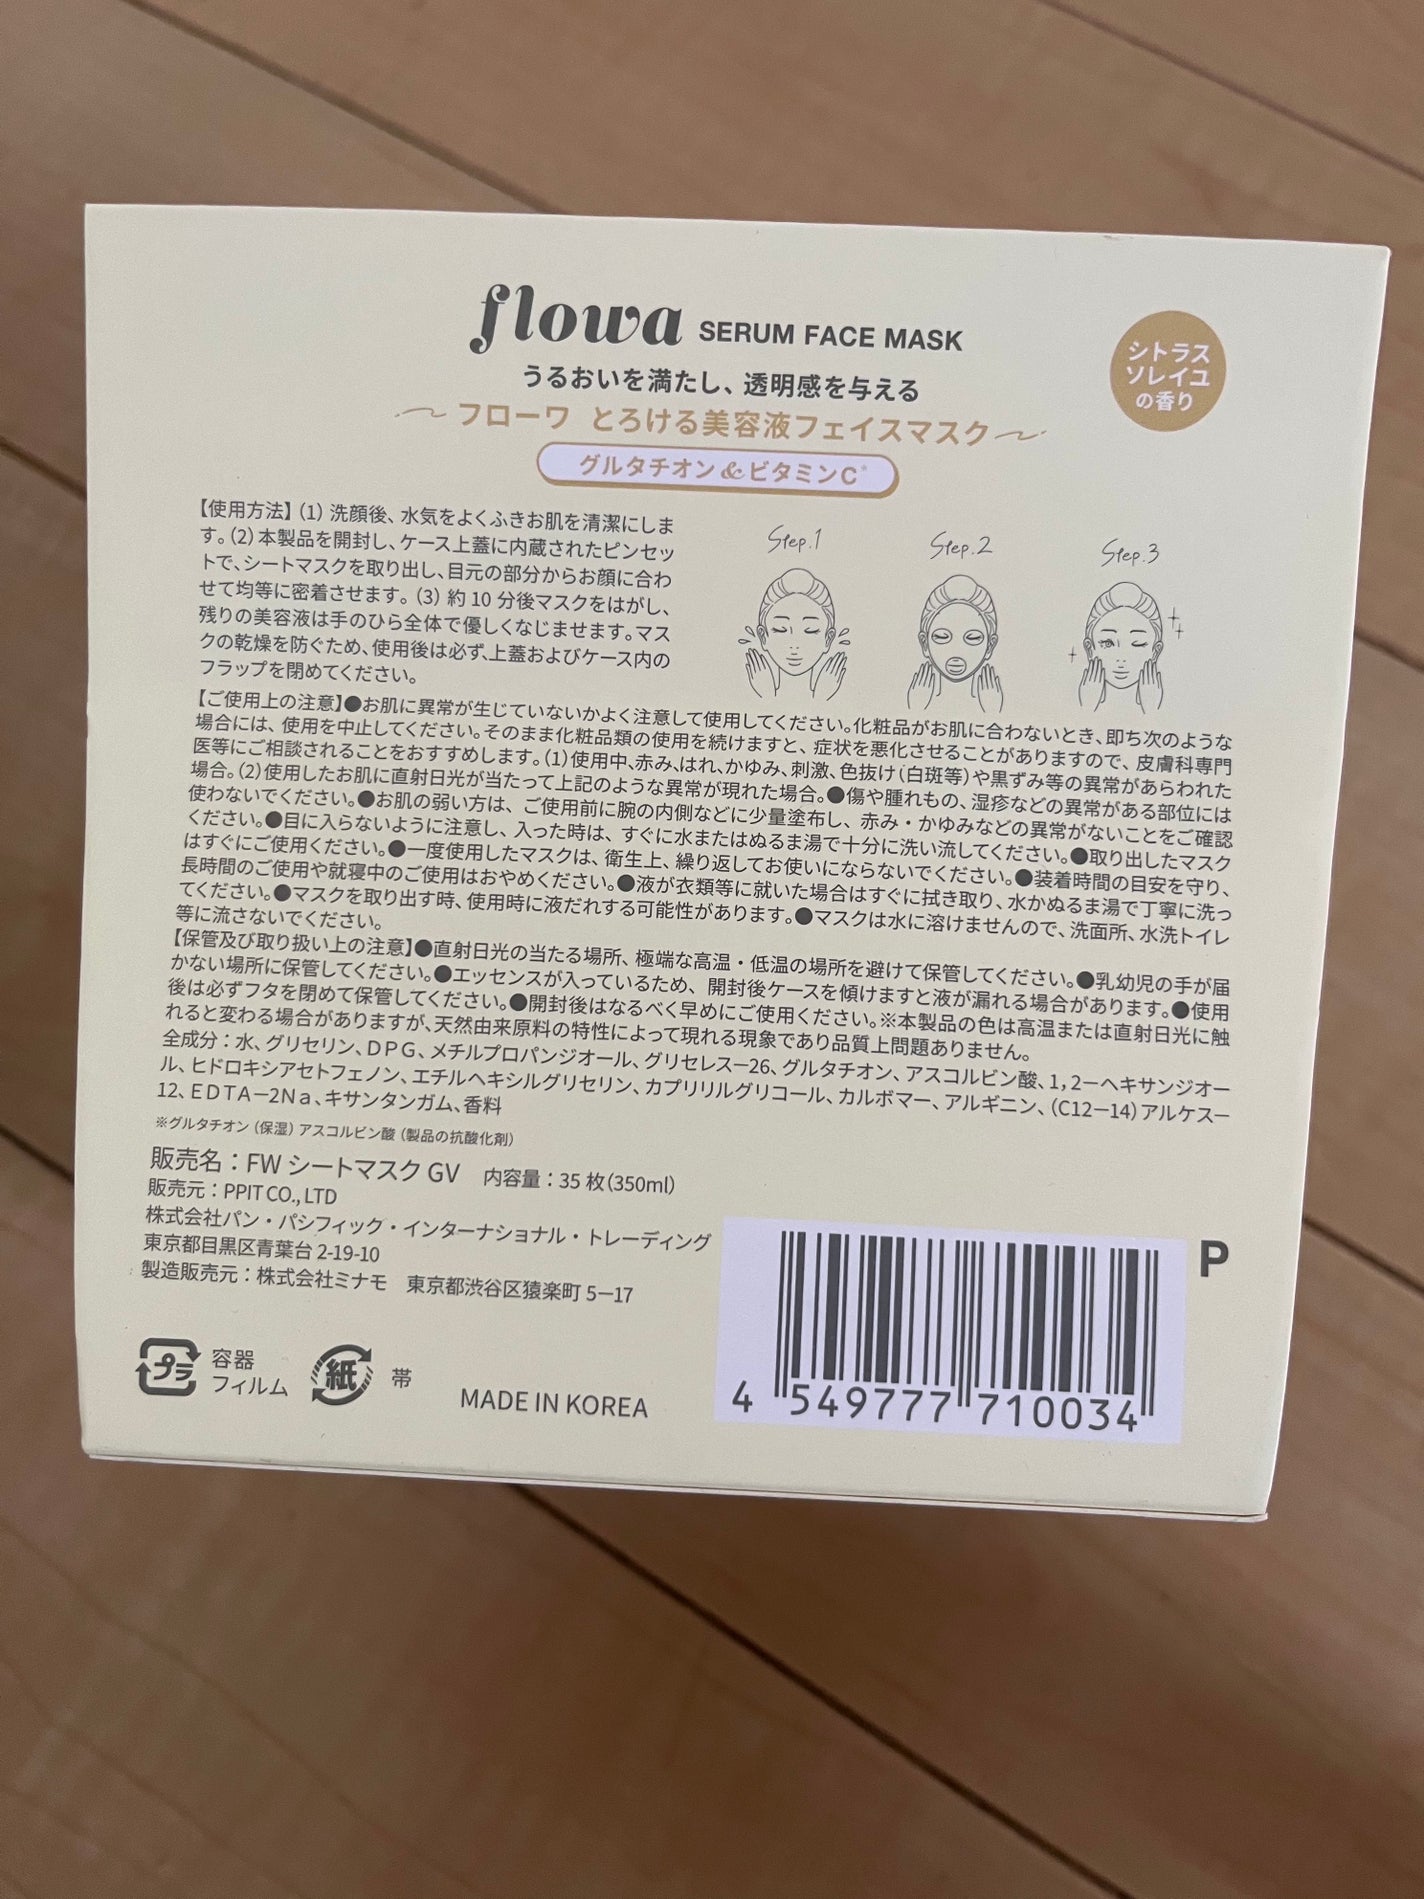 flowa SERUM FACE MASK
うるおいを満たし、透明感を与える
フローワ とろける美容液フェイスマスク
グルタチオン&ビタミンC※
シトラス
ソレイユ
の香り
【使用方法】(1) 洗顔後、水気をよくふきお肌を清潔にしま
す。(2) 本製品を開封し、ケース上蓋に内蔵されたピンセッ
トで、シートマスクを取り出し、目元の部分からお顔に合わ
せて均等に密着させます。(3) 約 10 分後マスクをはがし、
残りの美容液は手のひら全体で優しくなじませます。マス
クの乾燥を防ぐため、使用後は必ず、上蓋およびケース内の
フラップを閉めてください。
Step.1
Step.2
Step.3
【ご使用上の注意】●お肌に異常が生じていないかよく注意して使用してください。化粧品がお肌に合わないとき、即ち次のような
場合には、使用を中止してください。そのまま化粧品類の使用を続けますと、症状を悪化させることがありますので、皮膚科専門
医等にご相談されることをおすすめします。(1)使用中、赤み、はれ、かゆみ、刺激、色抜け(白斑等)や黒ずみ等の異常があらわれた
場合。(2)使用したお肌に直射日光が当たって上記のような異常が現れた場合。●傷や腫れもの、湿疹などの異常がある部位には
使わないでください。●お肌の弱い方は、ご使用前に腕の内側などに少量塗布し、赤み・かゆみなどの異常がないことをご確認
ください。●目に入らないように注意し、入った時は、すぐに水またはぬるま湯で十分に洗い流してください。●取り出したマスク
はすぐにご使用ください。●一度使用したマスクは、衛生上、繰り返してお使いにならないでください。●装着時間の目安を守り、
長時間のご使用や就寝中のご使用はおやめください。●液が衣類等に就いた場合はすぐに拭き取り、水かぬるま湯で丁寧に洗っ
てください。●マスクを取り出す時、使用時に液だれする可能性があります。●マスクは水に溶けませんので、洗面所、水洗トイレ
等に流さないでください。
【保管及び取り扱い上の注意】●直射日光の当たる場所、極端な高温・低温の場所を避けて保管してください。●乳幼児の手が届
かない場所に保管してください。●エッセンスが入っているため、開封後ケースを傾けますと液が漏れる場合があります。●使用
後は必ずフタを閉めて保管してください。●開封後はなるべく早めにご使用ください。※本製品の色は高温または直射日光に触
れると変わる場合がありますが、天然由来原料の特性によって現れる現象であり品質上問題ありません。
全成分：水、グリセリン、DPG、メチルプロパンジオール、グリセレスー26、グルタチオン、アスコルビン酸、1,2ーヘキサンジオー
ル、ヒドロキシアセトフェノン、エチルヘキシルグリセリン、カプリリルグリコール、カルボマー、アルギニン、(C12ー14)アルケスー
12、EDTAー2Na、キサンタンガム、香料
※グルタチオン (保湿) アスコルビン酸 (製品の抗酸化剤)
販売名：FW シートマスク GV 内容量：35 枚(350ml)
販売元：PPIT CO., LTD
株式会社パン・パシフィック・インターナショナル・トレーディング
東京都目黒区青葉台 2-19-10
製造販売元：株式会社ミナモ 東京都渋谷区猿楽町 5ー17
プラ 容器
フィルム
紙 帯
MADE IN KOREA
P
4 549777 710034